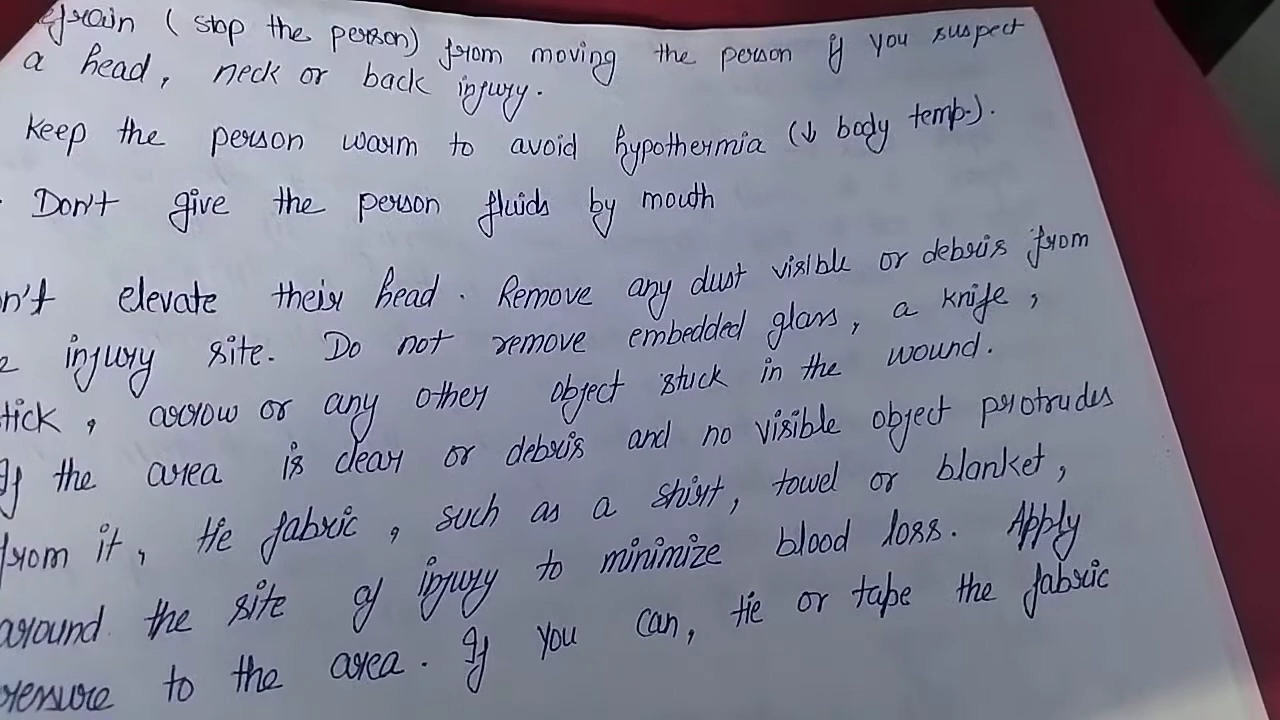 efrain (stop the person) from moving the person if you suspect
a head, neck or back injury.
Keep the person warm to avoid hypothermia (↓ body temp.).
- Don't give the person fluids by mouth
n't elevate their head. Remove any dust visible or debris from
e injury site. Do not remove embedded glass, a knife,
tick, arrow or any other object stuck in the wound.
If the area is clear or debris and no visible object protrudes
from it, tie fabric, such as a shirt, towel or blanket,
around the site of injury to minimize blood loss. Apply
ressure to the area. If you can, tie or tape the fabric